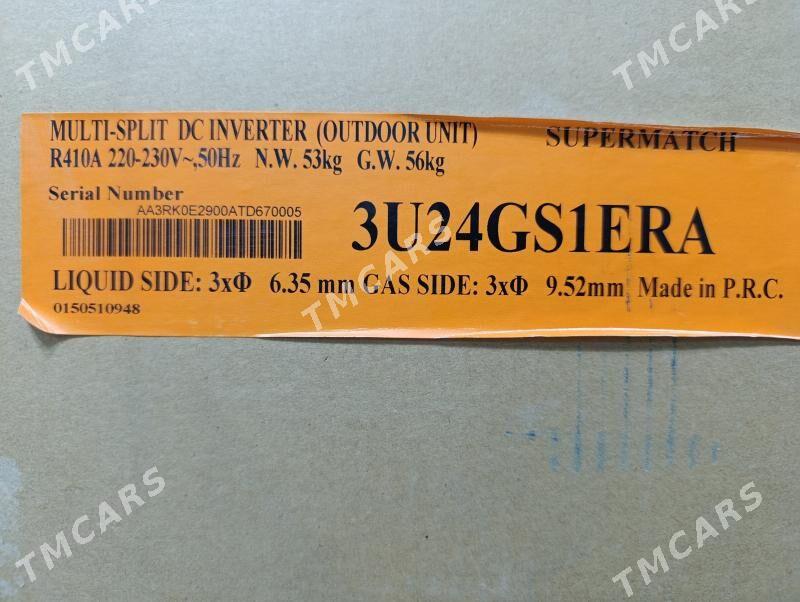 TMCARS
TMCARS
MULTI-SPLIT DC INVERTER (OUTDOOR UNIT) SUPERMATCH
R410A 220-230V~,50Hz N.W. 53kg G.W. 56kg
Serial Number
AA3RK0E2900ATD670005
3U24GS1ERA
TMCARS
LIQUID SIDE: 3xΦ 6.35 mm GAS SIDE: 3xΦ 9.52mm Made in P.R.C.
0150510948
TMCARS
TMCARS